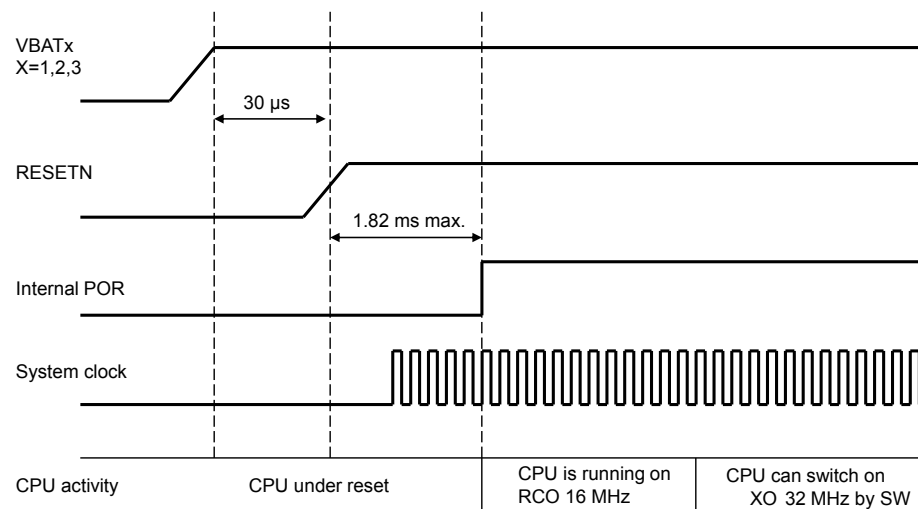 VBATx
X=1,2,3
30 µs
RESETN
1.82 ms max.
Internal POR
System clock
CPU activity
CPU under reset
CPU is running on
RCO 16 MHz
CPU can switch on
XO 32 MHz by SW